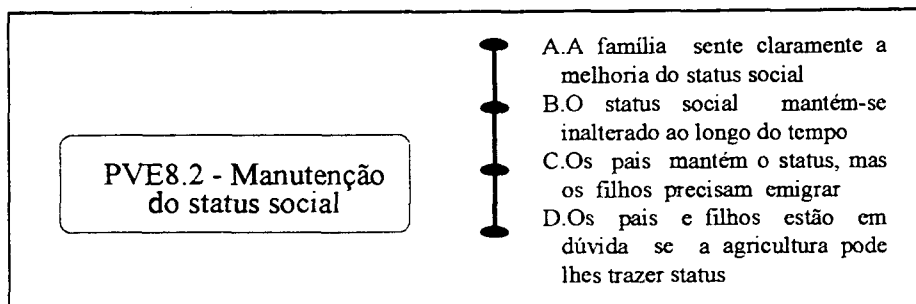 PVE8.2 - Manutenção
do status social
A.A família sente claramente a
melhoria do status social
B.O status social mantém-se
inalterado ao longo do tempo
C.Os pais mantém o status, mas
os filhos precisam emigrar
D.Os pais e filhos estão em
dúvida se a agricultura pode
lhes trazer status